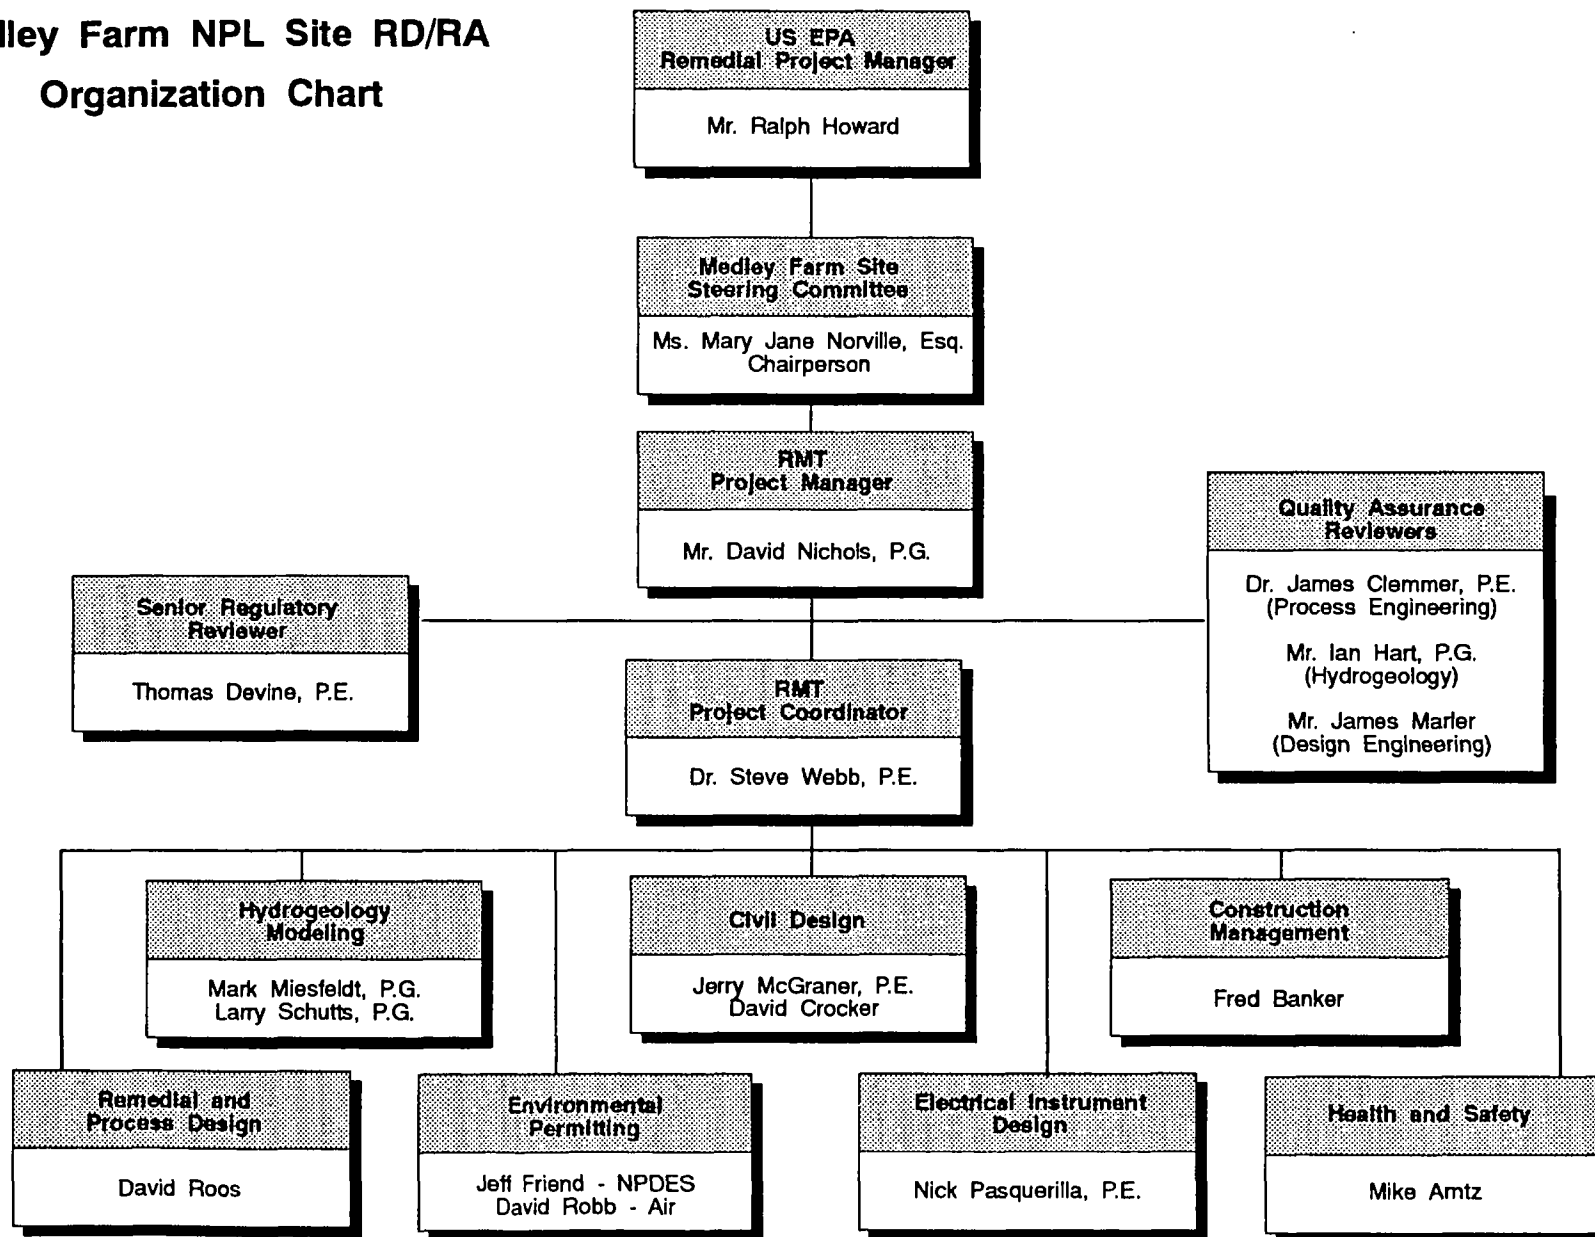 lley Farm NPL Site RD/RA
Organization Chart
US EPA
Remedial Project Manager
Mr. Ralph Howard
Medley Farm Site
Steering Committee
Ms. Mary Jane Norville, Esq.
Chairperson
RMT
Project Manager
Mr. David Nichols, P.G.
Quality Assurance
Reviewers
Dr. James Clemmer, P.E.
(Process Engineering)
Mr. Ian Hart, P.G.
(Hydrogeology)
Mr. James Marler
(Design Engineering)
Senior Regulatory
Reviewer
Thomas Devine, P.E.
RMT
Project Coordinator
Dr. Steve Webb, P.E.
Hydrogeology
Modeling
Mark Miesfeldt, P.G.
Larry Schutts, P.G.
Civil Design
Jerry McGraner, P.E.
David Crocker
Construction
Management
Fred Banker
Remedial and
Process Design
David Roos
Environmental
Permitting
Jeff Friend - NPDES
David Robb - Air
Electrical Instrument
Design
Nick Pasquerilla, P.E.
Health and Safety
Mike Arntz